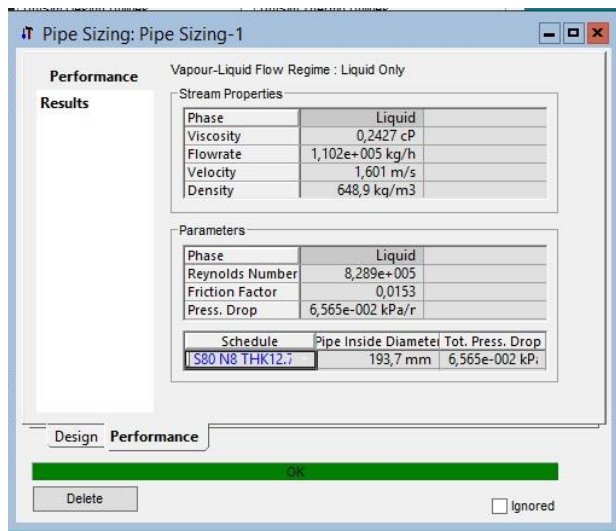 Pipe Sizing: Pipe Sizing-1
Performance
Results
Vapour-Liquid Flow Regime : Liquid Only
Stream Properties
Phase Liquid
Viscosity 0,2427 cP
Flowrate 1,102e+005 kg/h
Velocity 1,601 m/s
Density 648,9 kg/m3
Parameters
Phase Liquid
Reynolds Number 8,289e+005
Friction Factor 0,0153
Press. Drop 6,565e-002 kPa/r
Schedule Pipe Inside Diamete Tot. Press. Drop
S80 N8 THK12.7 193,7 mm 6,565e-002 kPa
Design Performance
OK
Delete
Ignored